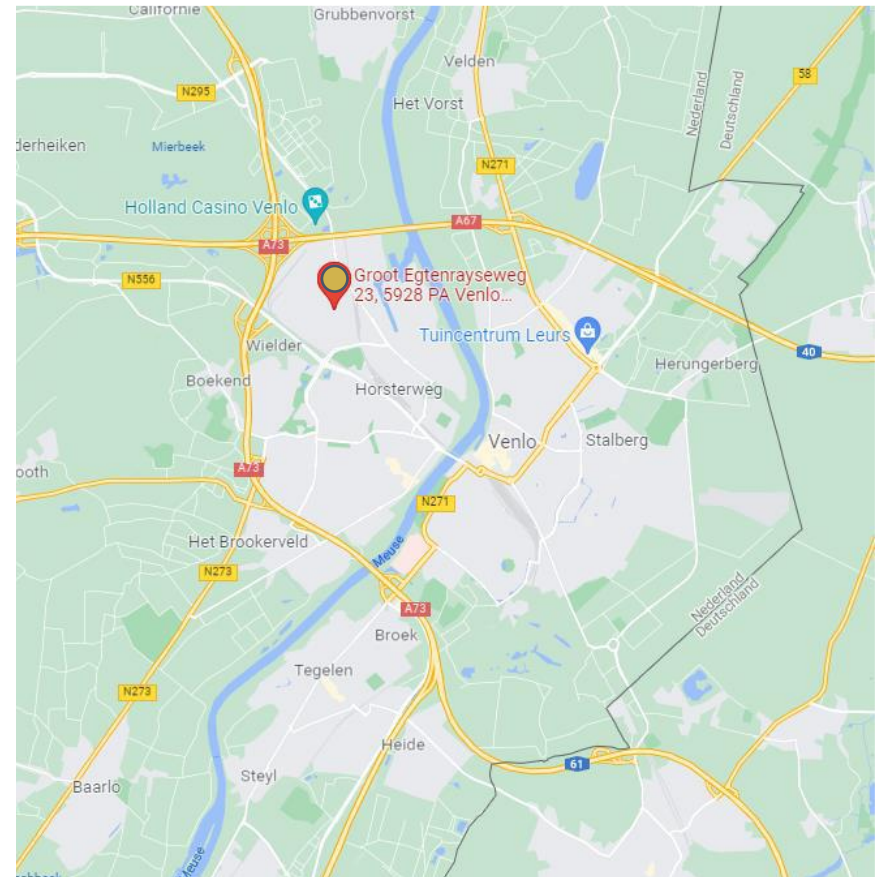 Californie
Grubbenvorst
Velden
58
N295
Het Vorst
Nederland
Deutschland
derheiken
Mierbeek
N271
Holland Casino Venlo
A67
A73
N556
Groot Egtenrayseweg
23, 5928 PA Venlo...
Tuincentrum Leurs
Wielder
40
Herungerberg
Boekend
Horsterweg
Venlo
Stalberg
ooth
A73
N271
Het Brookerveld
Meuse
N273
Nederland
Deutschland
A73
Broek
Tegelen
N273
Heide
61
Steyl
Baarlo
Meuse